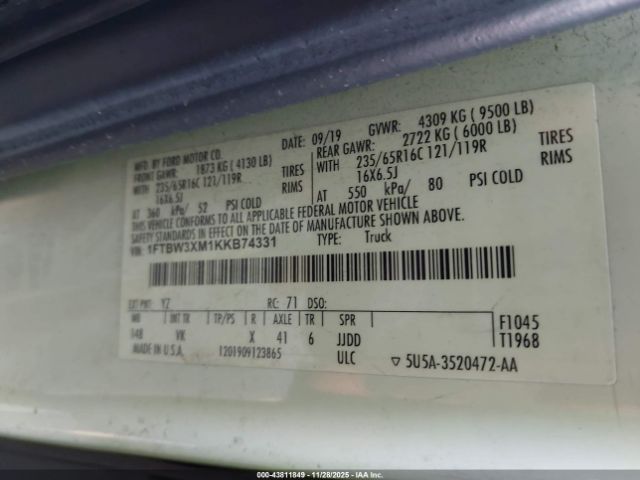 MFD. BY FORD MOTOR CO.
DATE: 09/19 GVWR: 4309 KG ( 9500 LB)
FRONT GAWR: 1873 KG ( 4130 LB)
REAR GAWR: 2722 KG ( 6000 LB)
WITH 235/65R16C 121/119R TIRES
WITH 235/65R16C 121/119R TIRES
16X6.5J RIMS
16X6.5J RIMS
AT 360 kPa/ 52 PSI COLD
AT 550 kPa/ 80 PSI COLD
THIS VEHICLE CONFORMS TO ALL APPLICABLE FEDERAL MOTOR VEHICLE
SAFETY STANDARDS IN EFFECT ON THE DATE OF MANUFACTURE SHOWN ABOVE.
VIN: 1FTBW3XM1KKB74331 TYPE: Truck
EXT PNT: YZ RC: 71 DSO:
WB INT TR TP/PS R AXLE TR SPR
148 VK X 41 6 JJDD
F1045
T1968
MADE IN U.S.A. 1201909123865 ULC
5U5A-3520472-AA
000-43811849 - 11/28/2025 - IAAI.COM